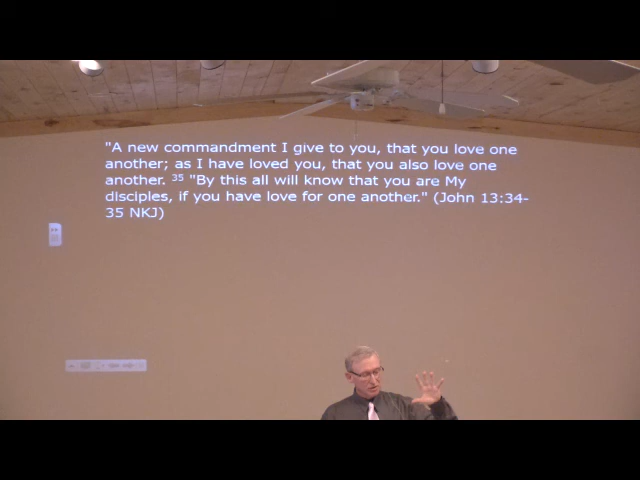 "A new commandment I give to you, that you love one
another; as I have loved you, that you also love one
another. ³⁵ "By this all will know that you are My
disciples, if you have love for one another." (John 13:34-
35 NKJ)